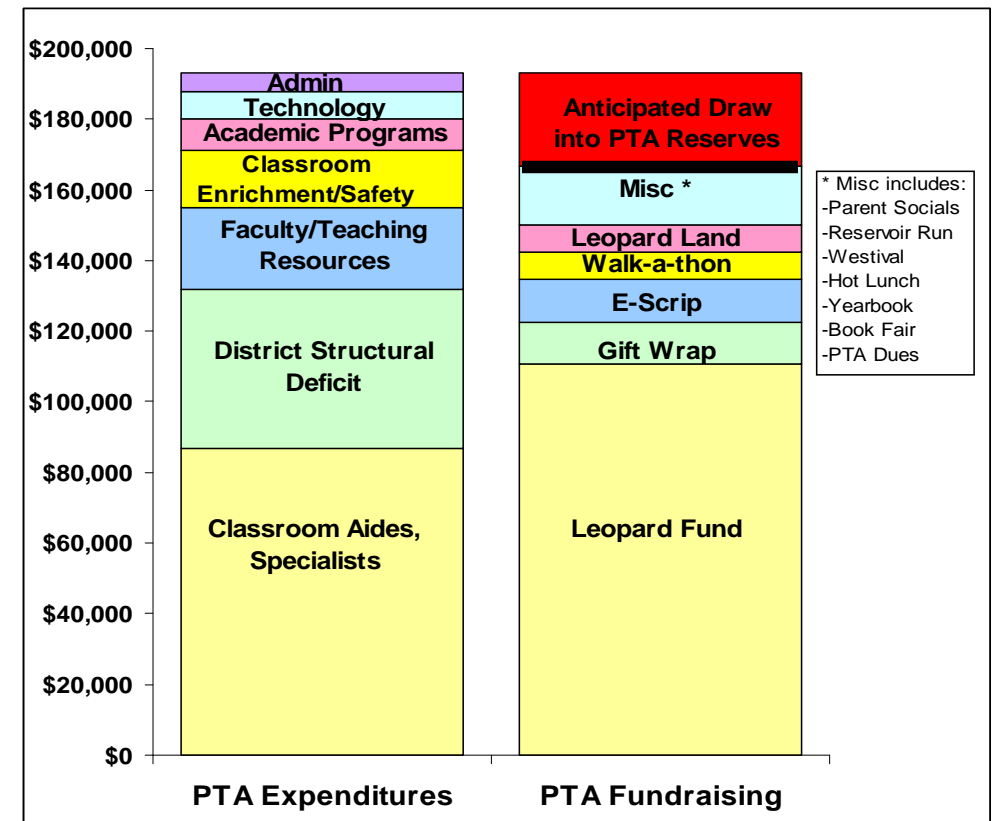 $200,000
$180,000
$160,000
$140,000
$120,000
$100,000
$80,000
$60,000
$40,000
$20,000
$0
Admin
Technology
Academic Programs
Classroom
Enrichment/Safety
Faculty/Teaching
Resources
District Structural
Deficit
Classroom Aides,
Specialists
Anticipated Draw
into PTA Reserves
Misc *
Leopard Land
Walk-a-thon
E-Scrip
Gift Wrap
Leopard Fund
* Misc includes:
-Parent Socials
-Reservoir Run
-Westival
-Hot Lunch
-Yearbook
-Book Fair
-PTA Dues
PTA Expenditures
PTA Fundraising